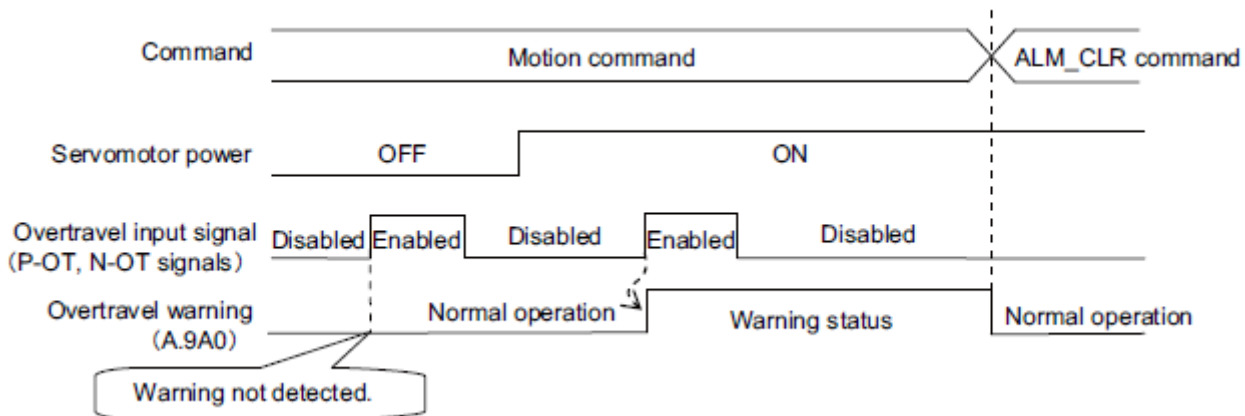 Command
Motion command
ALM_CLR command
Servomotor power
OFF
ON
Overtravel input signal
(P-OT, N-OT signals)
Disabled
Enabled
Disabled
Enabled
Disabled
Overtravel warning
(A.9A0)
Normal operation
Warning status
Normal operation
Warning not detected.